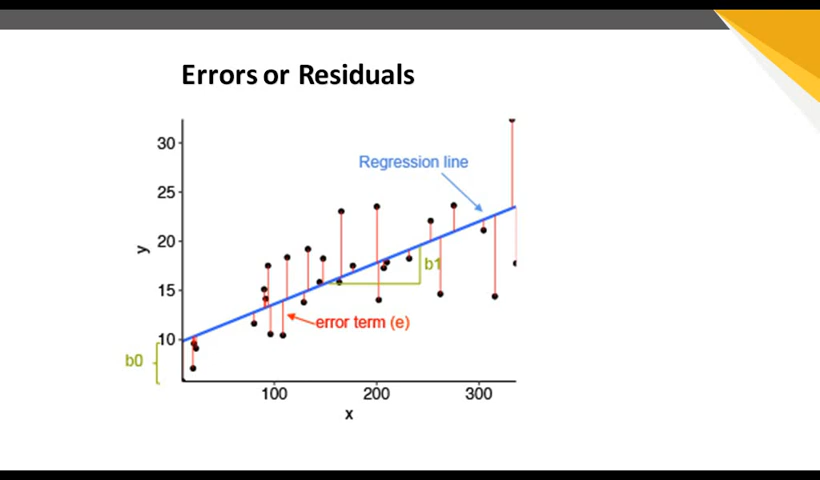 Errors or Residuals
30
Regression line
25
y
20
b1
15
error term (e)
10
b0
100 200 300
x